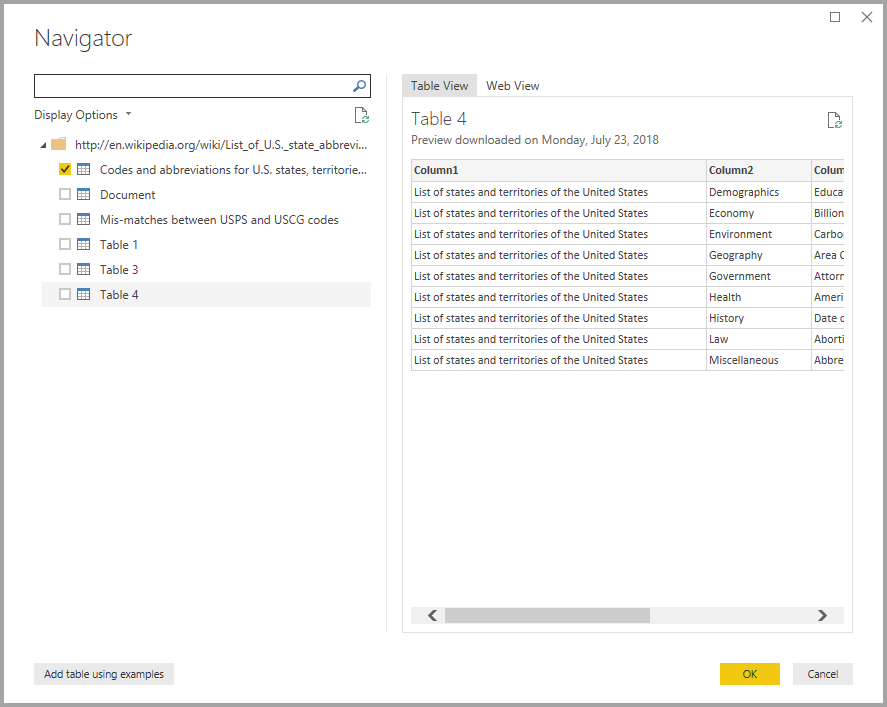 Navigator
Display Options
http://en.wikipedia.org/wiki/List_of_U.S._state_abbrevi...
Codes and abbreviations for U.S. states, territorie...
Document
Mis-matches between USPS and USCG codes
Table 1
Table 3
Table 4
Table View Web View
Table 4
Preview downloaded on Monday, July 23, 2018
Column1 Column2 Colum
List of states and territories of the United States Demographics Educa
List of states and territories of the United States Economy Billion
List of states and territories of the United States Environment Carbo
List of states and territories of the United States Geography Area C
List of states and territories of the United States Government Attorn
List of states and territories of the United States Health Ameri
List of states and territories of the United States History Date o
List of states and territories of the United States Law Aborti
List of states and territories of the United States Miscellaneous Abbre
Add table using examples OK Cancel